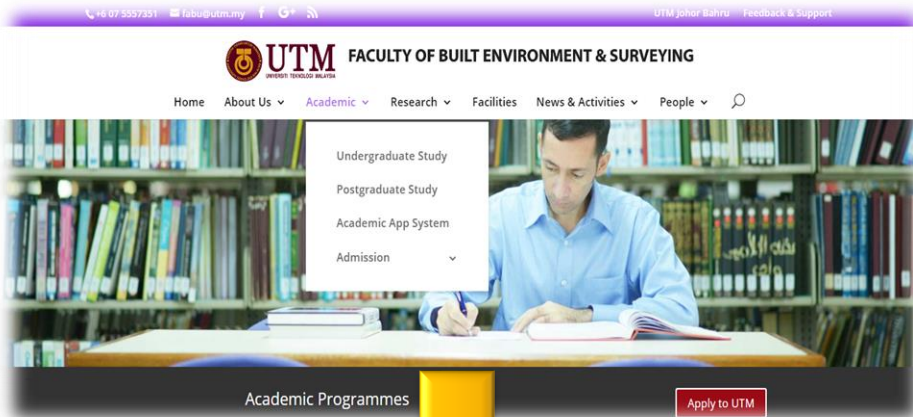 +6 07 5557351 fabu@utm.my f G+ UTM Johor Bahru Feedback & Support
UTM FACULTY OF BUILT ENVIRONMENT & SURVEYING
UNIVERSITI TEKNOLOGI MALAYSIA
Home About Us Academic Research Facilities News & Activities People
Undergraduate Study
Postgraduate Study
Academic App System
Admission
Academic Programmes Apply to UTM